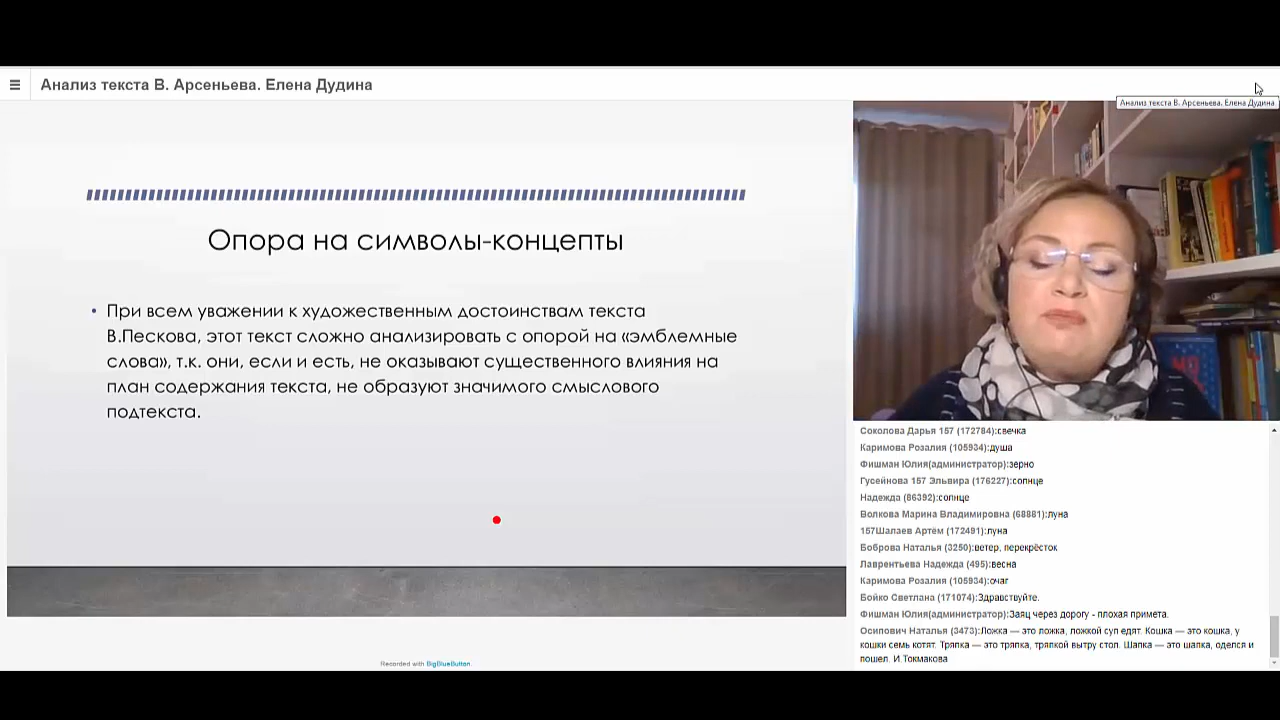 Анализ текста В. Арсеньева. Елена Дудина
Анализ текста В. Арсеньева. Елена Дудина
Опора на символы-концепты
• При всем уважении к художественным достоинствам текста
В.Пескова, этот текст сложно анализировать с опорой на «эмблемные
слова», т.к. они, если и есть, не оказывают существенного влияния на
план содержания текста, не образуют значимого смыслового
подтекста.
Recorded with BigBlueButton.
Соколова Дарья 157 (172784):свечка
Каримова Розалия (105934):душа
Фишман Юлия(администратор):зерно
Гусейнова 157 Эльвира (176227):солнце
Надежда (86392):солнце
Волкова Марина Владимировна (68881):луна
157Шалаев Артём (172491):луна
Боброва Наталья (3250):ветер, перекрёсток
Лаврентьева Надежда (495):весна
Каримова Розалия (105934):очаг
Бойко Светлана (171074):Здравствуйте.
Фишман Юлия(администратор):Заяц через дорогу - плохая примета.
Осипович Наталья (3473):Ложка — это ложка, ложкой суп едят. Кошка — это кошка, у
кошки семь котят. Тряпка — это тряпка, тряпкой вытру стол. Шапка — это шапка, оделся и
пошел. И.Токмакова